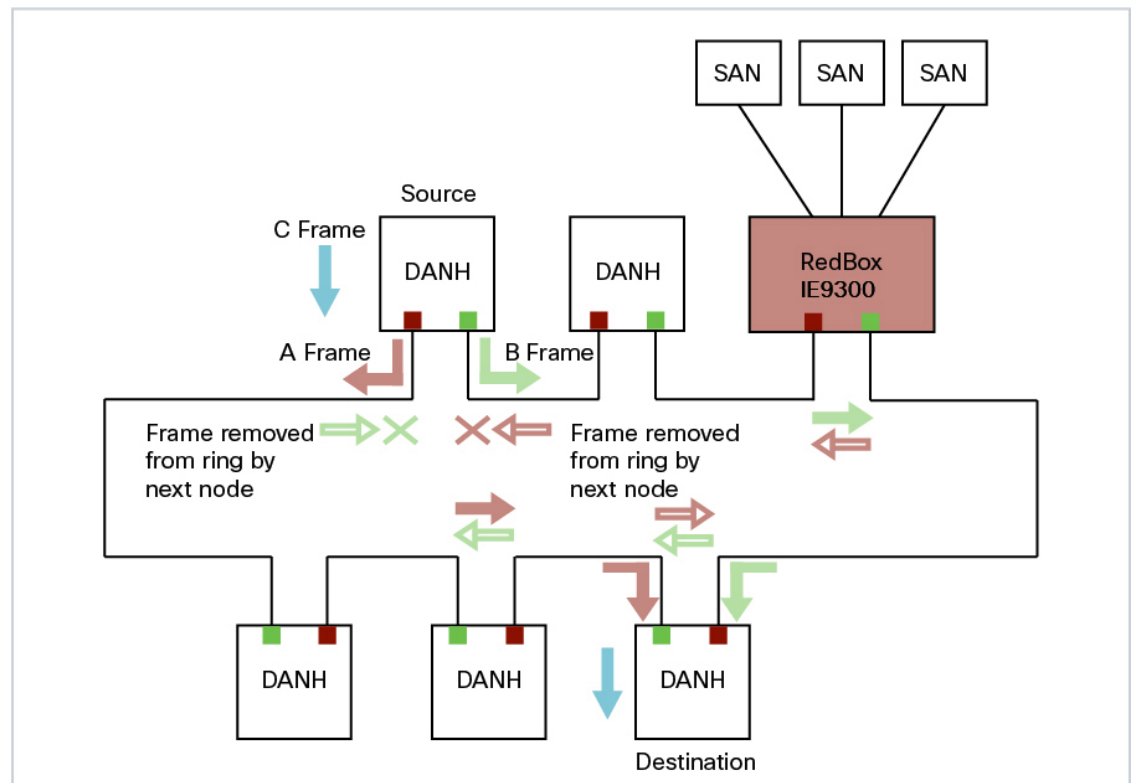 SAN
SAN
SAN
Source
C Frame
DANH
DANH
RedBox
IE9300
A Frame
B Frame
Frame removed
from ring by
next node
Frame removed
from ring by
next node
DANH
DANH
DANH
Destination